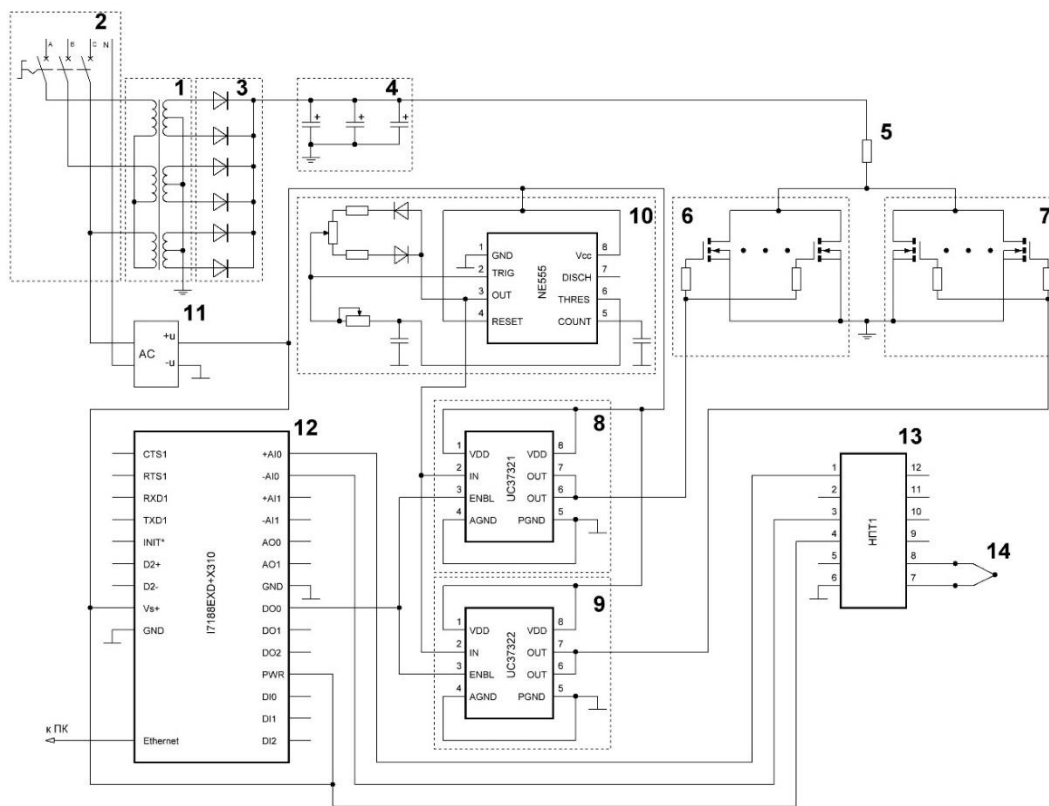 2
A B C N
1
3
4
5
6
7
10
1 GND
2 TRIG
3 OUT
4 RESET
NE555
Vcc 8
DISCH 7
THRES 6
COUNT 5
11
AC
+u
-u
12
CTS1
RTS1
RXD1
TXD1
INIT*
D2+
D2-
Vs+
GND
Ethernet
I7188EXD+X310
+AI0
-AI0
+AI1
-AI1
AO0
AO1
GND
DO0
DO1
DO2
PWR
DI0
DI1
DI2
к ПК
8
1 VDD
2 IN
3 ENBL
4 AGND
UC37321
VDD 8
OUT 7
OUT 6
PGND 5
9
1 VDD
2 IN
3 ENBL
4 AGND
UC37322
VDD 8
OUT 7
OUT 6
PGND 5
13
1
2
3
4
5
6
НПТ1
12
11
10
9
8
7
14